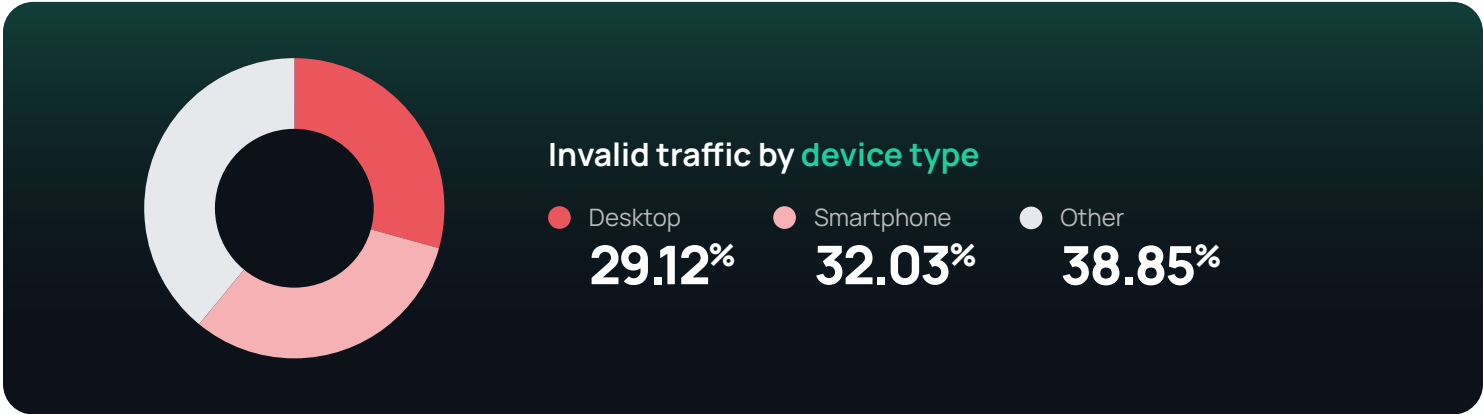 Invalid traffic by device type
Desktop Smartphone Other
29.12% 32.03% 38.85%